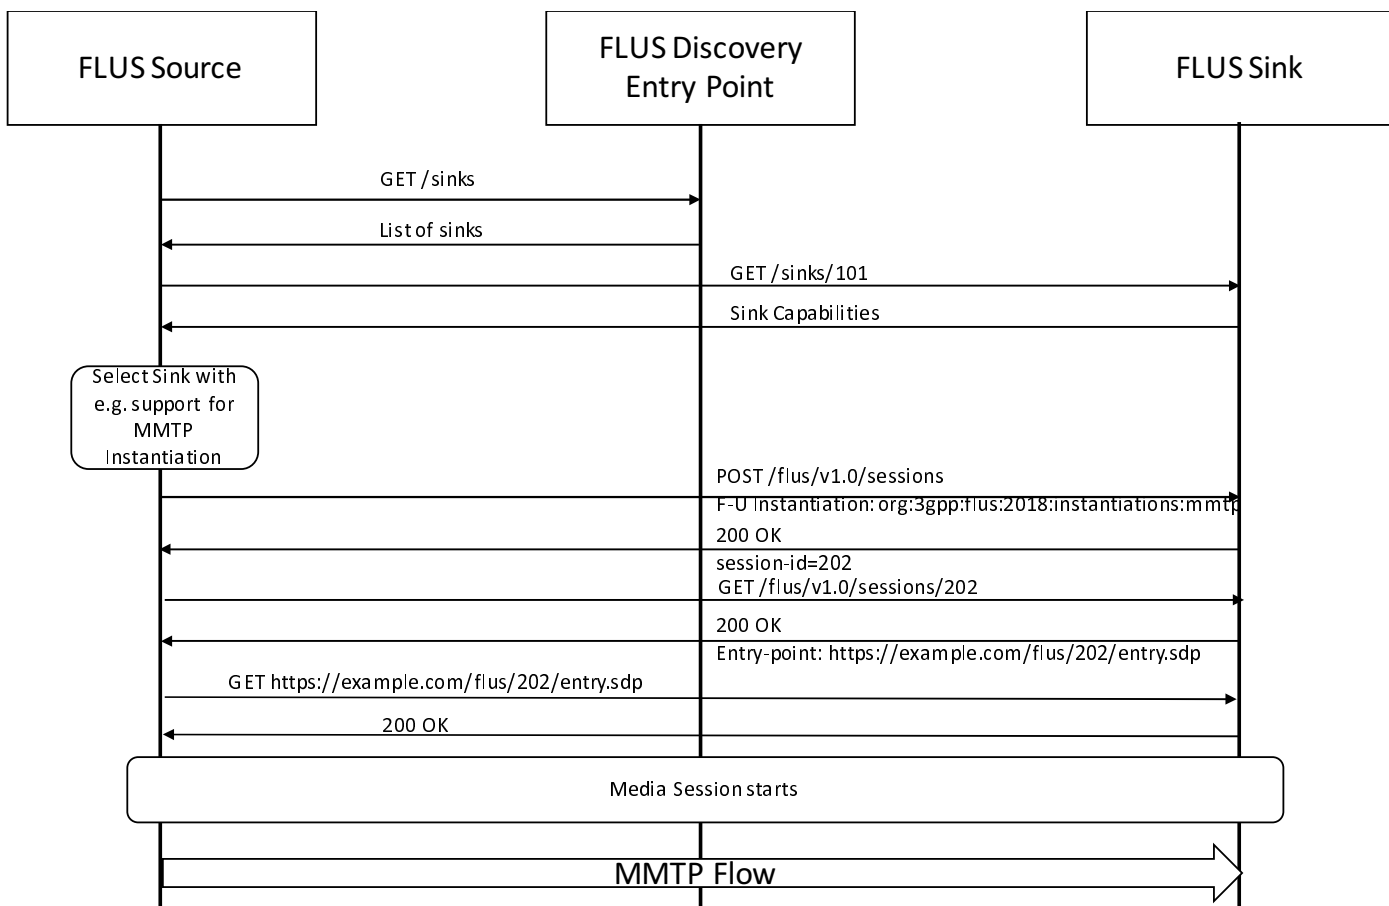 FLUS Source
FLUS Discovery
Entry Point
FLUS Sink
GET /sinks
List of sinks
GET /sinks/101
Sink Capabilities
Select Sink with
e.g. support for
MMTP
Instantiation
POST /flus/v1.0/sessions
F-U Instantiation: org:3gpp:flus:2018:instantiations:mmtp
200 OK
session-id=202
GET /flus/v1.0/sessions/202
200 OK
Entry-point: https://example.com/flus/202/entry.sdp
GET https://example.com/flus/202/entry.sdp
200 OK
Media Session starts
MMTP Flow